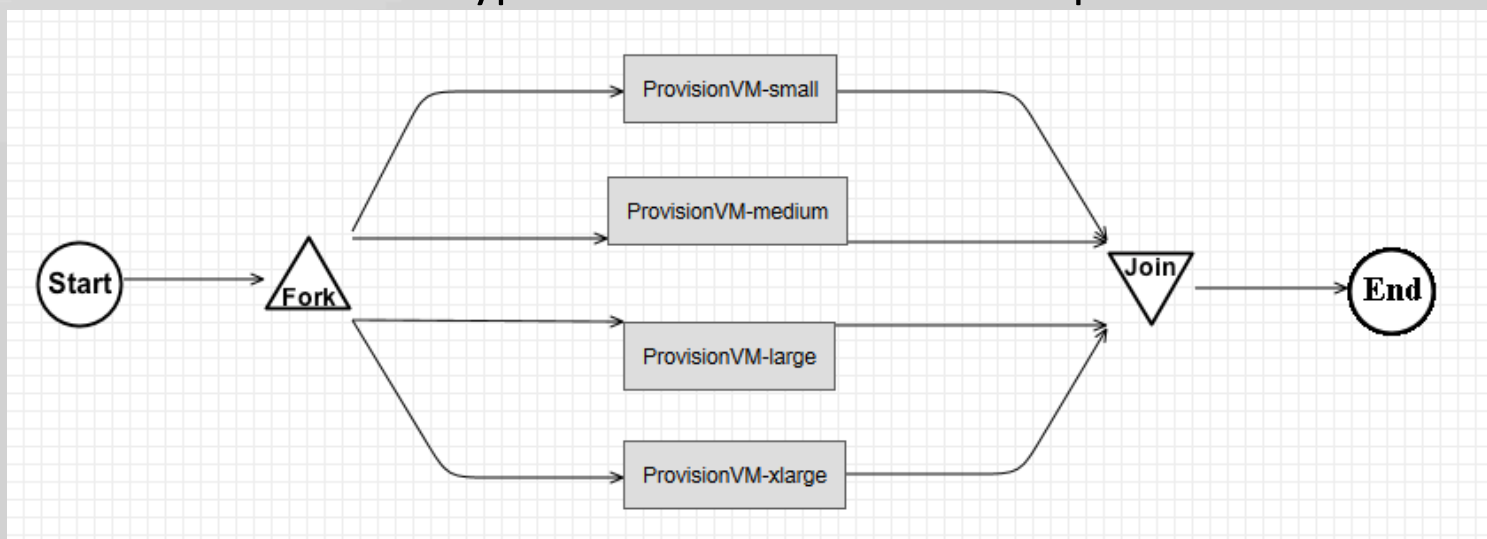 ProvisionVM-small
ProvisionVM-medium
Start
Fork
Join
End
ProvisionVM-large
ProvisionVM-xlarge